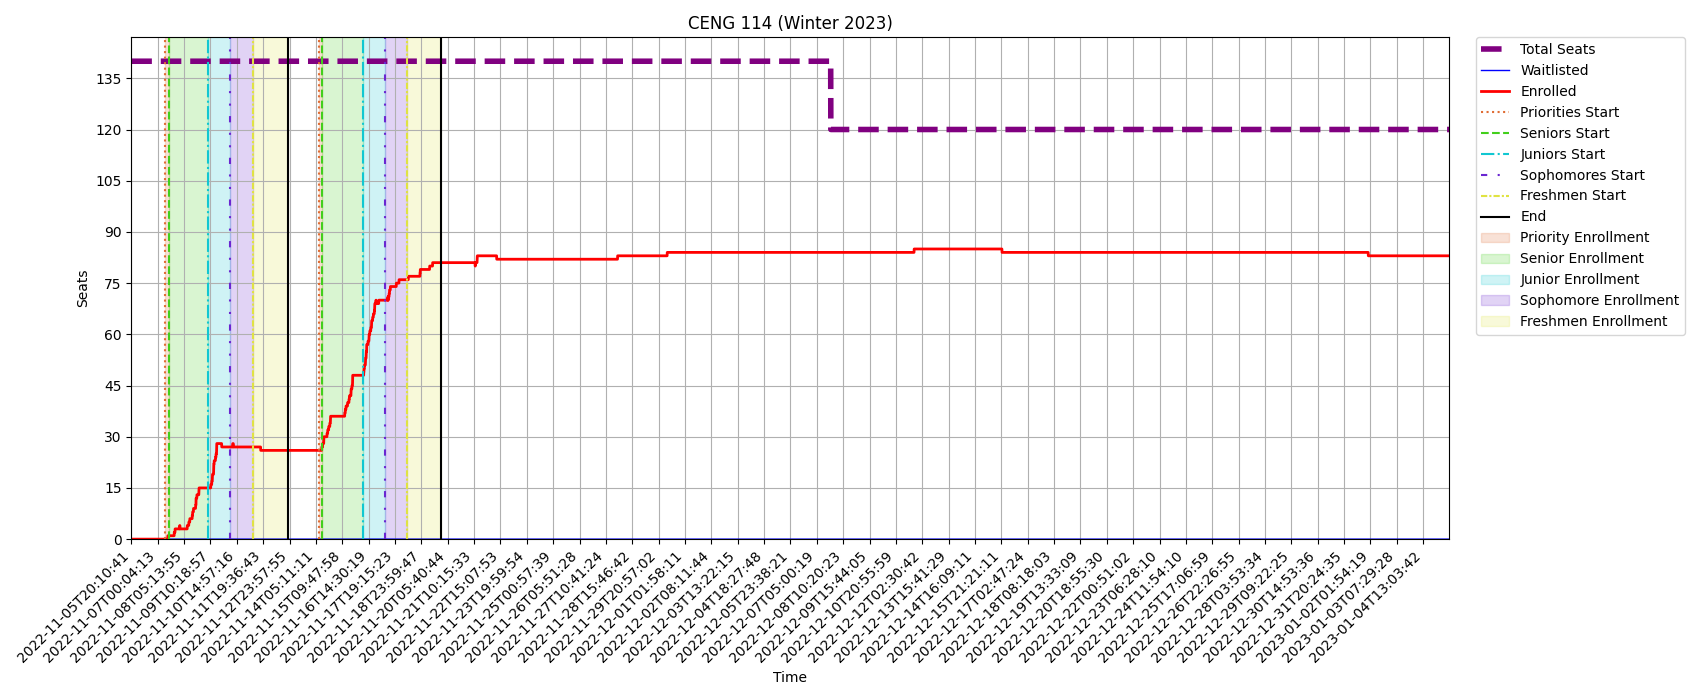 CENG 114 (Winter 2023)
Seats
135
120
105
90
75
60
45
30
15
0
2022-11-05T20:10:41
2022-11-07T00:04:13
2022-11-08T05:13:55
2022-11-09T10:18:57
2022-11-10T14:57:16
2022-11-11T19:36:43
2022-11-12T23:57:55
2022-11-14T05:11:11
2022-11-15T09:47:58
2022-11-16T14:30:19
2022-11-17T19:15:23
2022-11-18T23:59:47
2022-11-20T05:40:44
2022-11-21T10:15:33
2022-11-22T15:07:53
2022-11-23T19:59:54
2022-11-25T00:57:39
2022-11-26T05:51:28
2022-11-27T10:41:24
2022-11-28T15:46:42
2022-11-29T20:57:02
2022-12-01T01:58:11
2022-12-02T08:11:44
2022-12-03T13:22:15
2022-12-04T18:27:48
2022-12-05T23:38:21
2022-12-07T05:00:19
2022-12-08T10:20:23
2022-12-09T15:44:05
2022-12-10T20:55:59
2022-12-12T02:30:42
2022-12-13T15:41:29
2022-12-14T16:09:11
2022-12-15T21:21:11
2022-12-17T02:47:24
2022-12-18T08:18:03
2022-12-19T13:33:09
2022-12-20T18:55:30
2022-12-22T00:51:02
2022-12-23T06:28:10
2022-12-24T11:54:10
2022-12-25T17:06:59
2022-12-26T22:26:55
2022-12-28T03:53:34
2022-12-29T09:22:25
2022-12-30T14:53:36
2022-12-31T20:24:35
2023-01-02T01:54:19
2023-01-03T07:29:28
2023-01-04T13:03:42
Time
Total Seats
Waitlisted
Enrolled
Priorities Start
Seniors Start
Juniors Start
Sophomores Start
Freshmen Start
End
Priority Enrollment
Senior Enrollment
Junior Enrollment
Sophomore Enrollment
Freshmen Enrollment